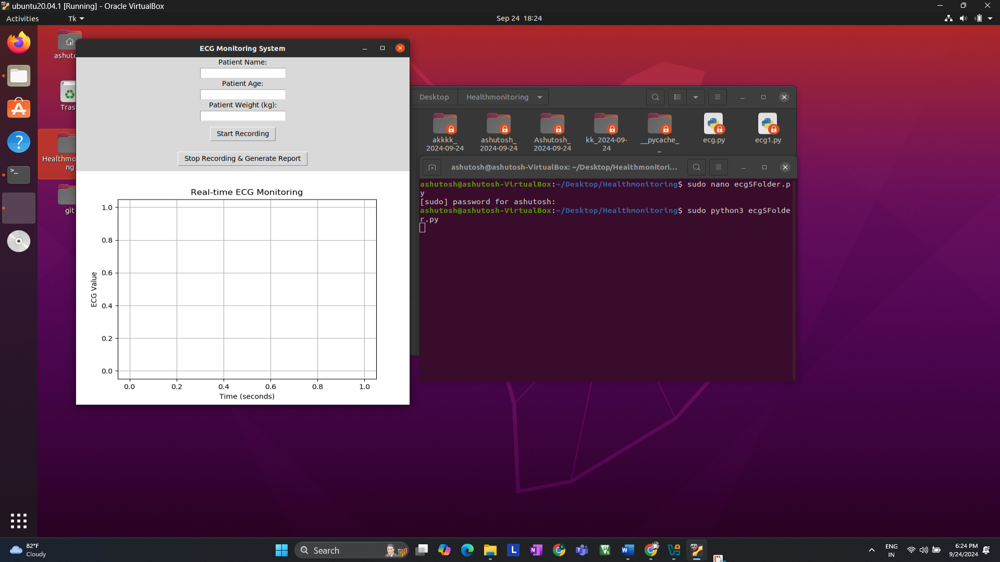 ubuntu20.04.1 [Running] - Oracle VirtualBox
Activities
Tk
Sep 24 18:24
ashuto
Tras
Healthmo
ng
git
ECG Monitoring System
Patient Name:
Patient Age:
Patient Weight (kg):
Start Recording
Stop Recording & Generate Report
Real-time ECG Monitoring
1.0
0.8
0.6
0.4
0.2
0.0
ECG Value
0.0 0.2 0.4 0.6 0.8 1.0
Time (seconds)
Desktop
Healthmonitoring
akkkk_
2024-09-24
ashutosh_
2024-09-24
Ashutosh_
2024-09-24
kk_2024-09-
24
__pycache_
_
ecg.py
ecg1.py
ashutosh@ashutosh-VirtualBox: ~/Desktop/Healthmonitori...
ashutosh@ashutosh-VirtualBox:~/Desktop/Healthmonitoring$ sudo nano ecg5Folder.p
y
[sudo] password for ashutosh:
ashutosh@ashutosh-VirtualBox:~/Desktop/Healthmonitoring$ sudo python3 ecg5Folde
r.py
82°F
Cloudy
Search
ENG
IN
6:24 PM
9/24/2024